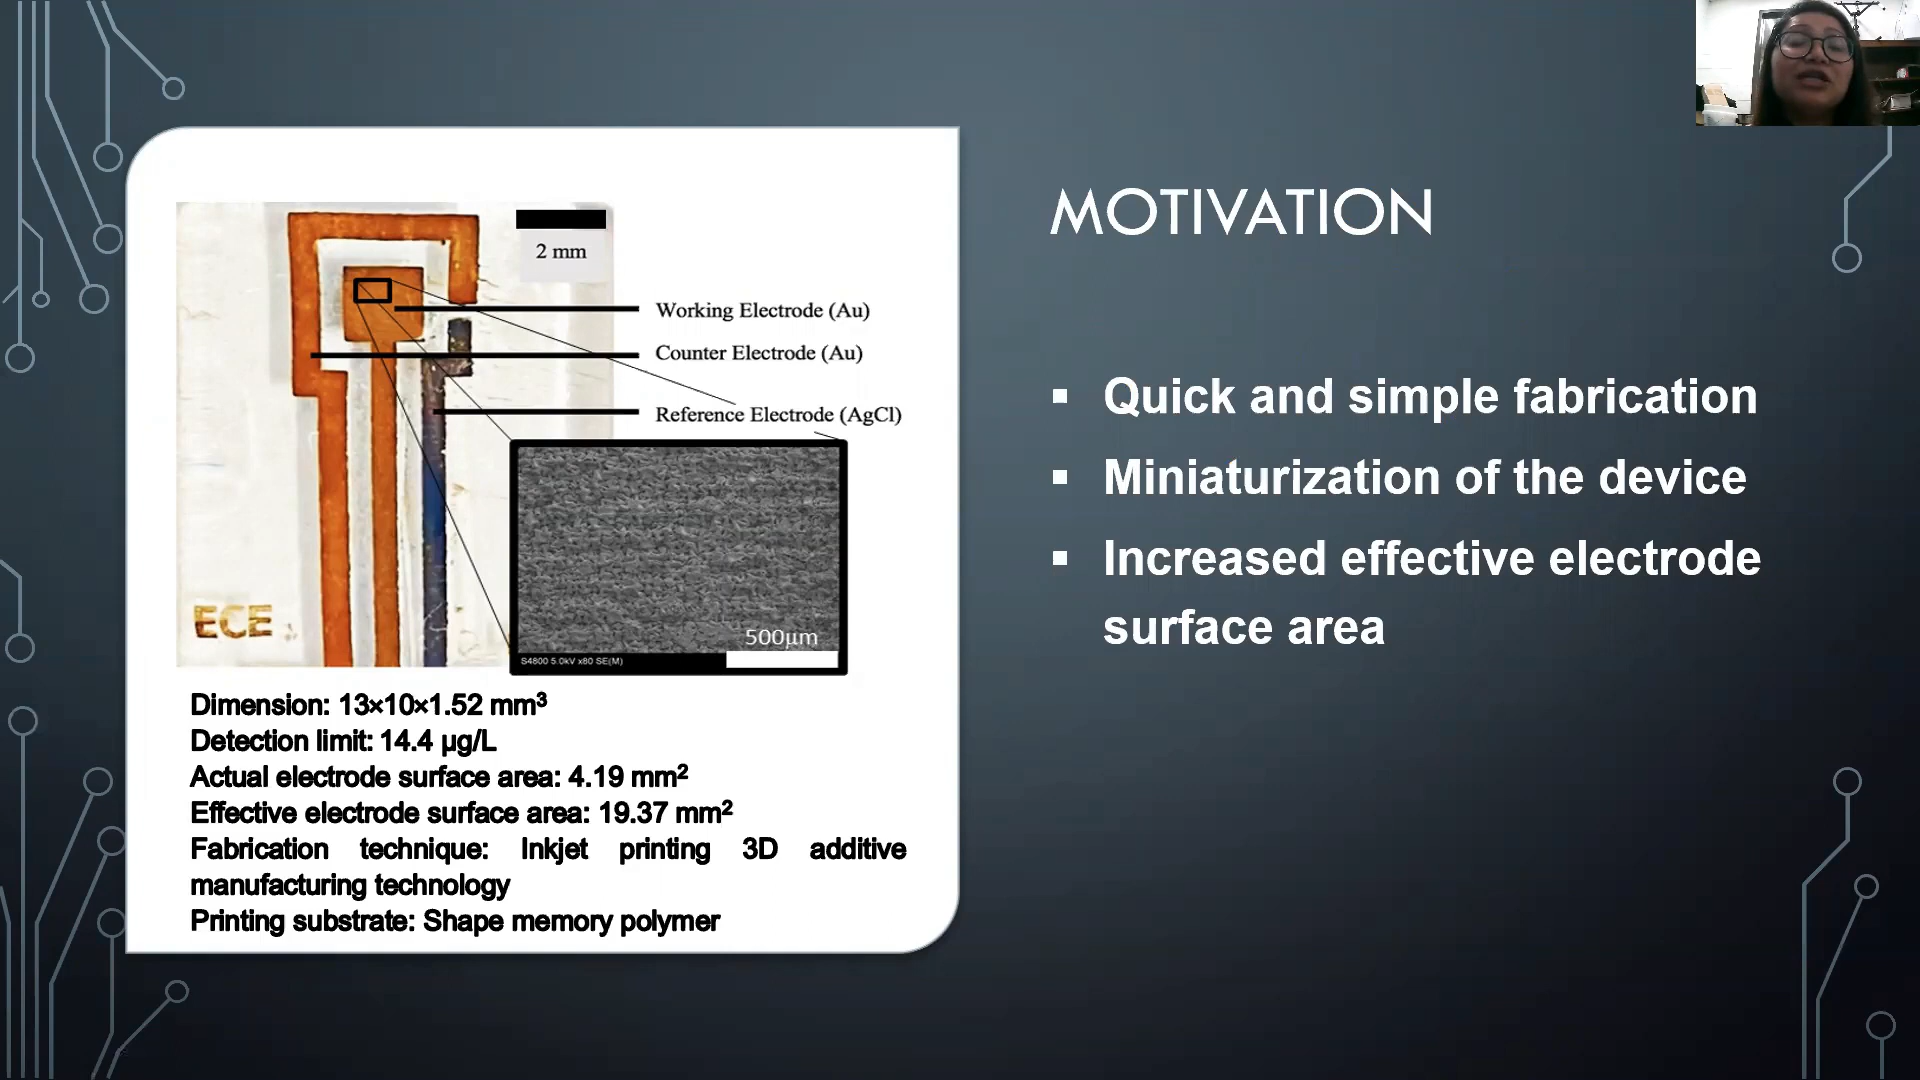 MOTIVATION
2 mm
Working Electrode (Au)
Counter Electrode (Au)
Reference Electrode (AgCl)
ECE
500μm
S4800 5.0kV x80 SE(M)
Dimension: 13×10×1.52 mm³
Detection limit: 14.4 µg/L
Actual electrode surface area: 4.19 mm²
Effective electrode surface area: 19.37 mm²
Fabrication technique: Inkjet printing 3D additive
manufacturing technology
Printing substrate: Shape memory polymer
▪ Quick and simple fabrication
▪ Miniaturization of the device
▪ Increased effective electrode
surface area